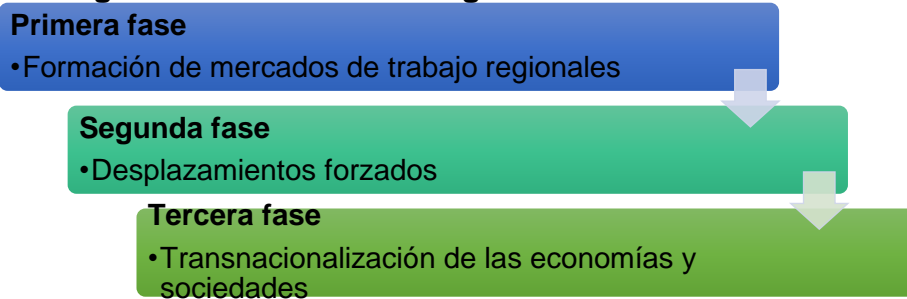 Primera fase
•Formación de mercados de trabajo regionales
Segunda fase
•Desplazamientos forzados
Tercera fase
•Transnacionalización de las economías y
sociedades